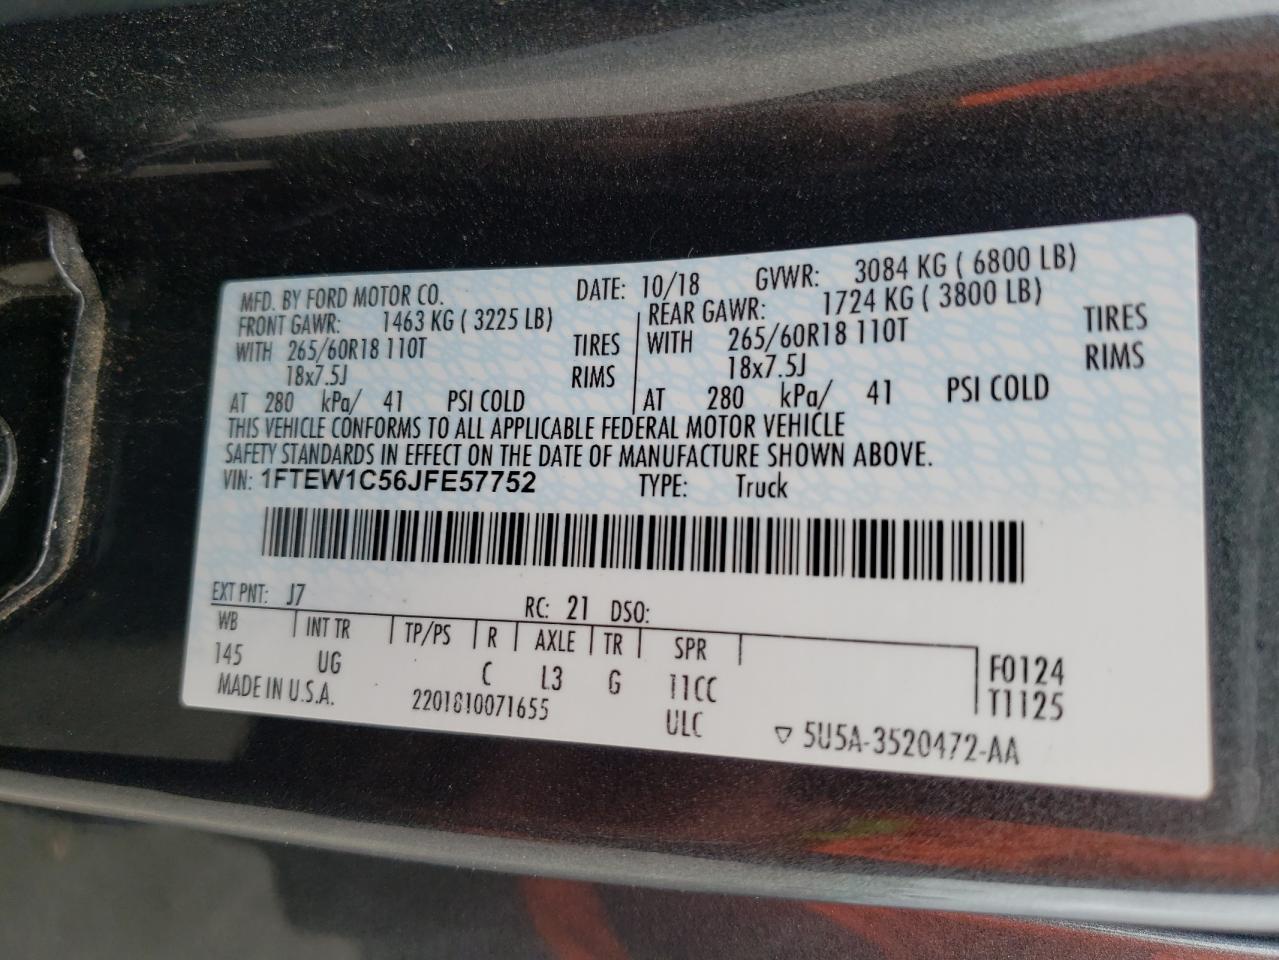 MFD. BY FORD MOTOR CO. DATE: 10/18 GVWR: 3084 KG ( 6800 LB)
FRONT GAWR: 1463 KG ( 3225 LB) REAR GAWR: 1724 KG ( 3800 LB)
WITH 265/60R18 110T TIRES WITH 265/60R18 110T TIRES
18x7.5J RIMS 18x7.5J RIMS
AT 280 kPa/ 41 PSI COLD AT 280 kPa/ 41 PSI COLD
THIS VEHICLE CONFORMS TO ALL APPLICABLE FEDERAL MOTOR VEHICLE
SAFETY STANDARDS IN EFFECT ON THE DATE OF MANUFACTURE SHOWN ABOVE.
VIN: 1FTEW1C56JFE57752 TYPE: Truck
EXT PNT: J7 RC: 21 DSO:
WB INT TR TP/PS R AXLE TR SPR
145 UG C L3 G 11CC F0124
MADE IN U.S.A. 2201810071655 ULC T1125
▽ 5U5A-3520472-AA